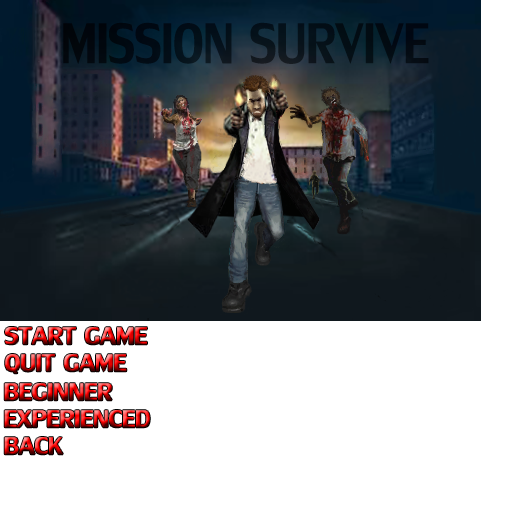 MISSION SURVIVE
START GAME
QUIT GAME
BEGINNER
EXPERIENCED
BACK